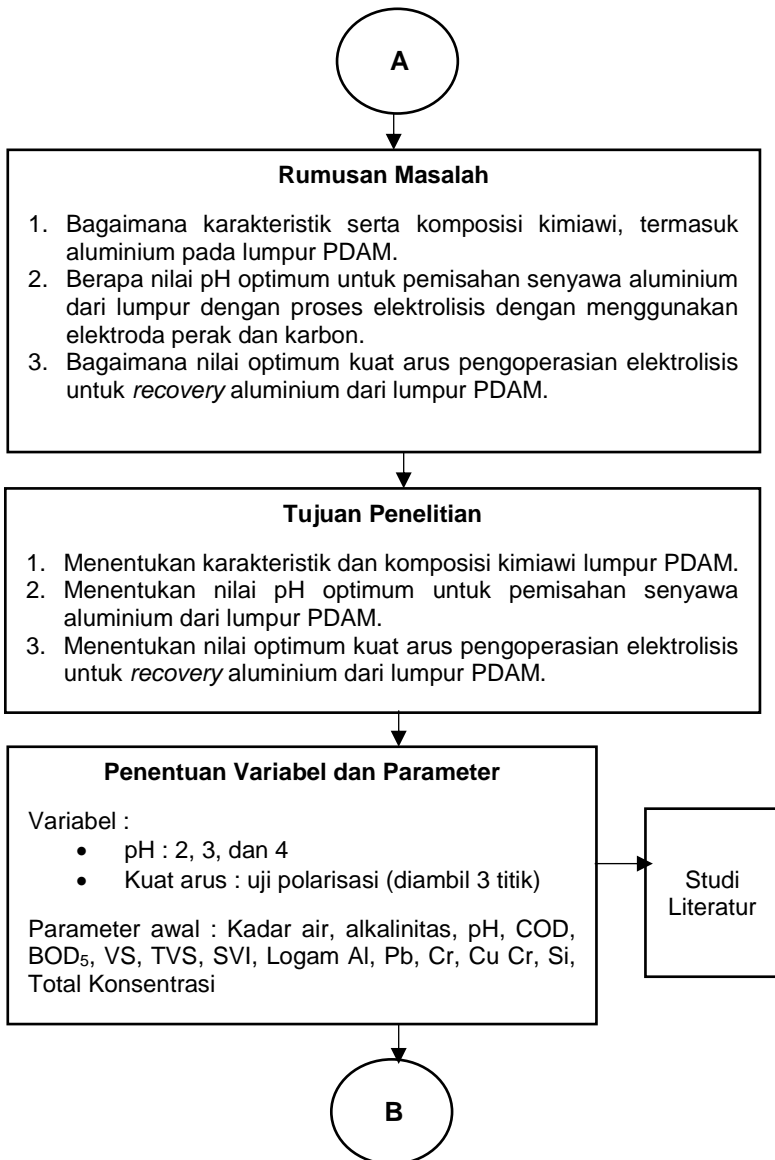 A
Rumusan Masalah
1. Bagaimana karakteristik serta komposisi kimiawi, termasuk
aluminium pada lumpur PDAM.
2. Berapa nilai pH optimum untuk pemisahan senyawa aluminium
dari lumpur dengan proses elektrolisis dengan menggunakan
elektroda perak dan karbon.
3. Bagaimana nilai optimum kuat arus pengoperasian elektrolisis
untuk recovery aluminium dari lumpur PDAM.
Tujuan Penelitian
1. Menentukan karakteristik dan komposisi kimiawi lumpur PDAM.
2. Menentukan nilai pH optimum untuk pemisahan senyawa
aluminium dari lumpur PDAM.
3. Menentukan nilai optimum kuat arus pengoperasian elektrolisis
untuk recovery aluminium dari lumpur PDAM.
Penentuan Variabel dan Parameter
Variabel :
• pH : 2, 3, dan 4
• Kuat arus : uji polarisasi (diambil 3 titik)
Parameter awal : Kadar air, alkalinitas, pH, COD,
BOD₅, VS, TVS, SVI, Logam Al, Pb, Cr, Cu Cr, Si,
Total Konsentrasi
Studi
Literatur
B